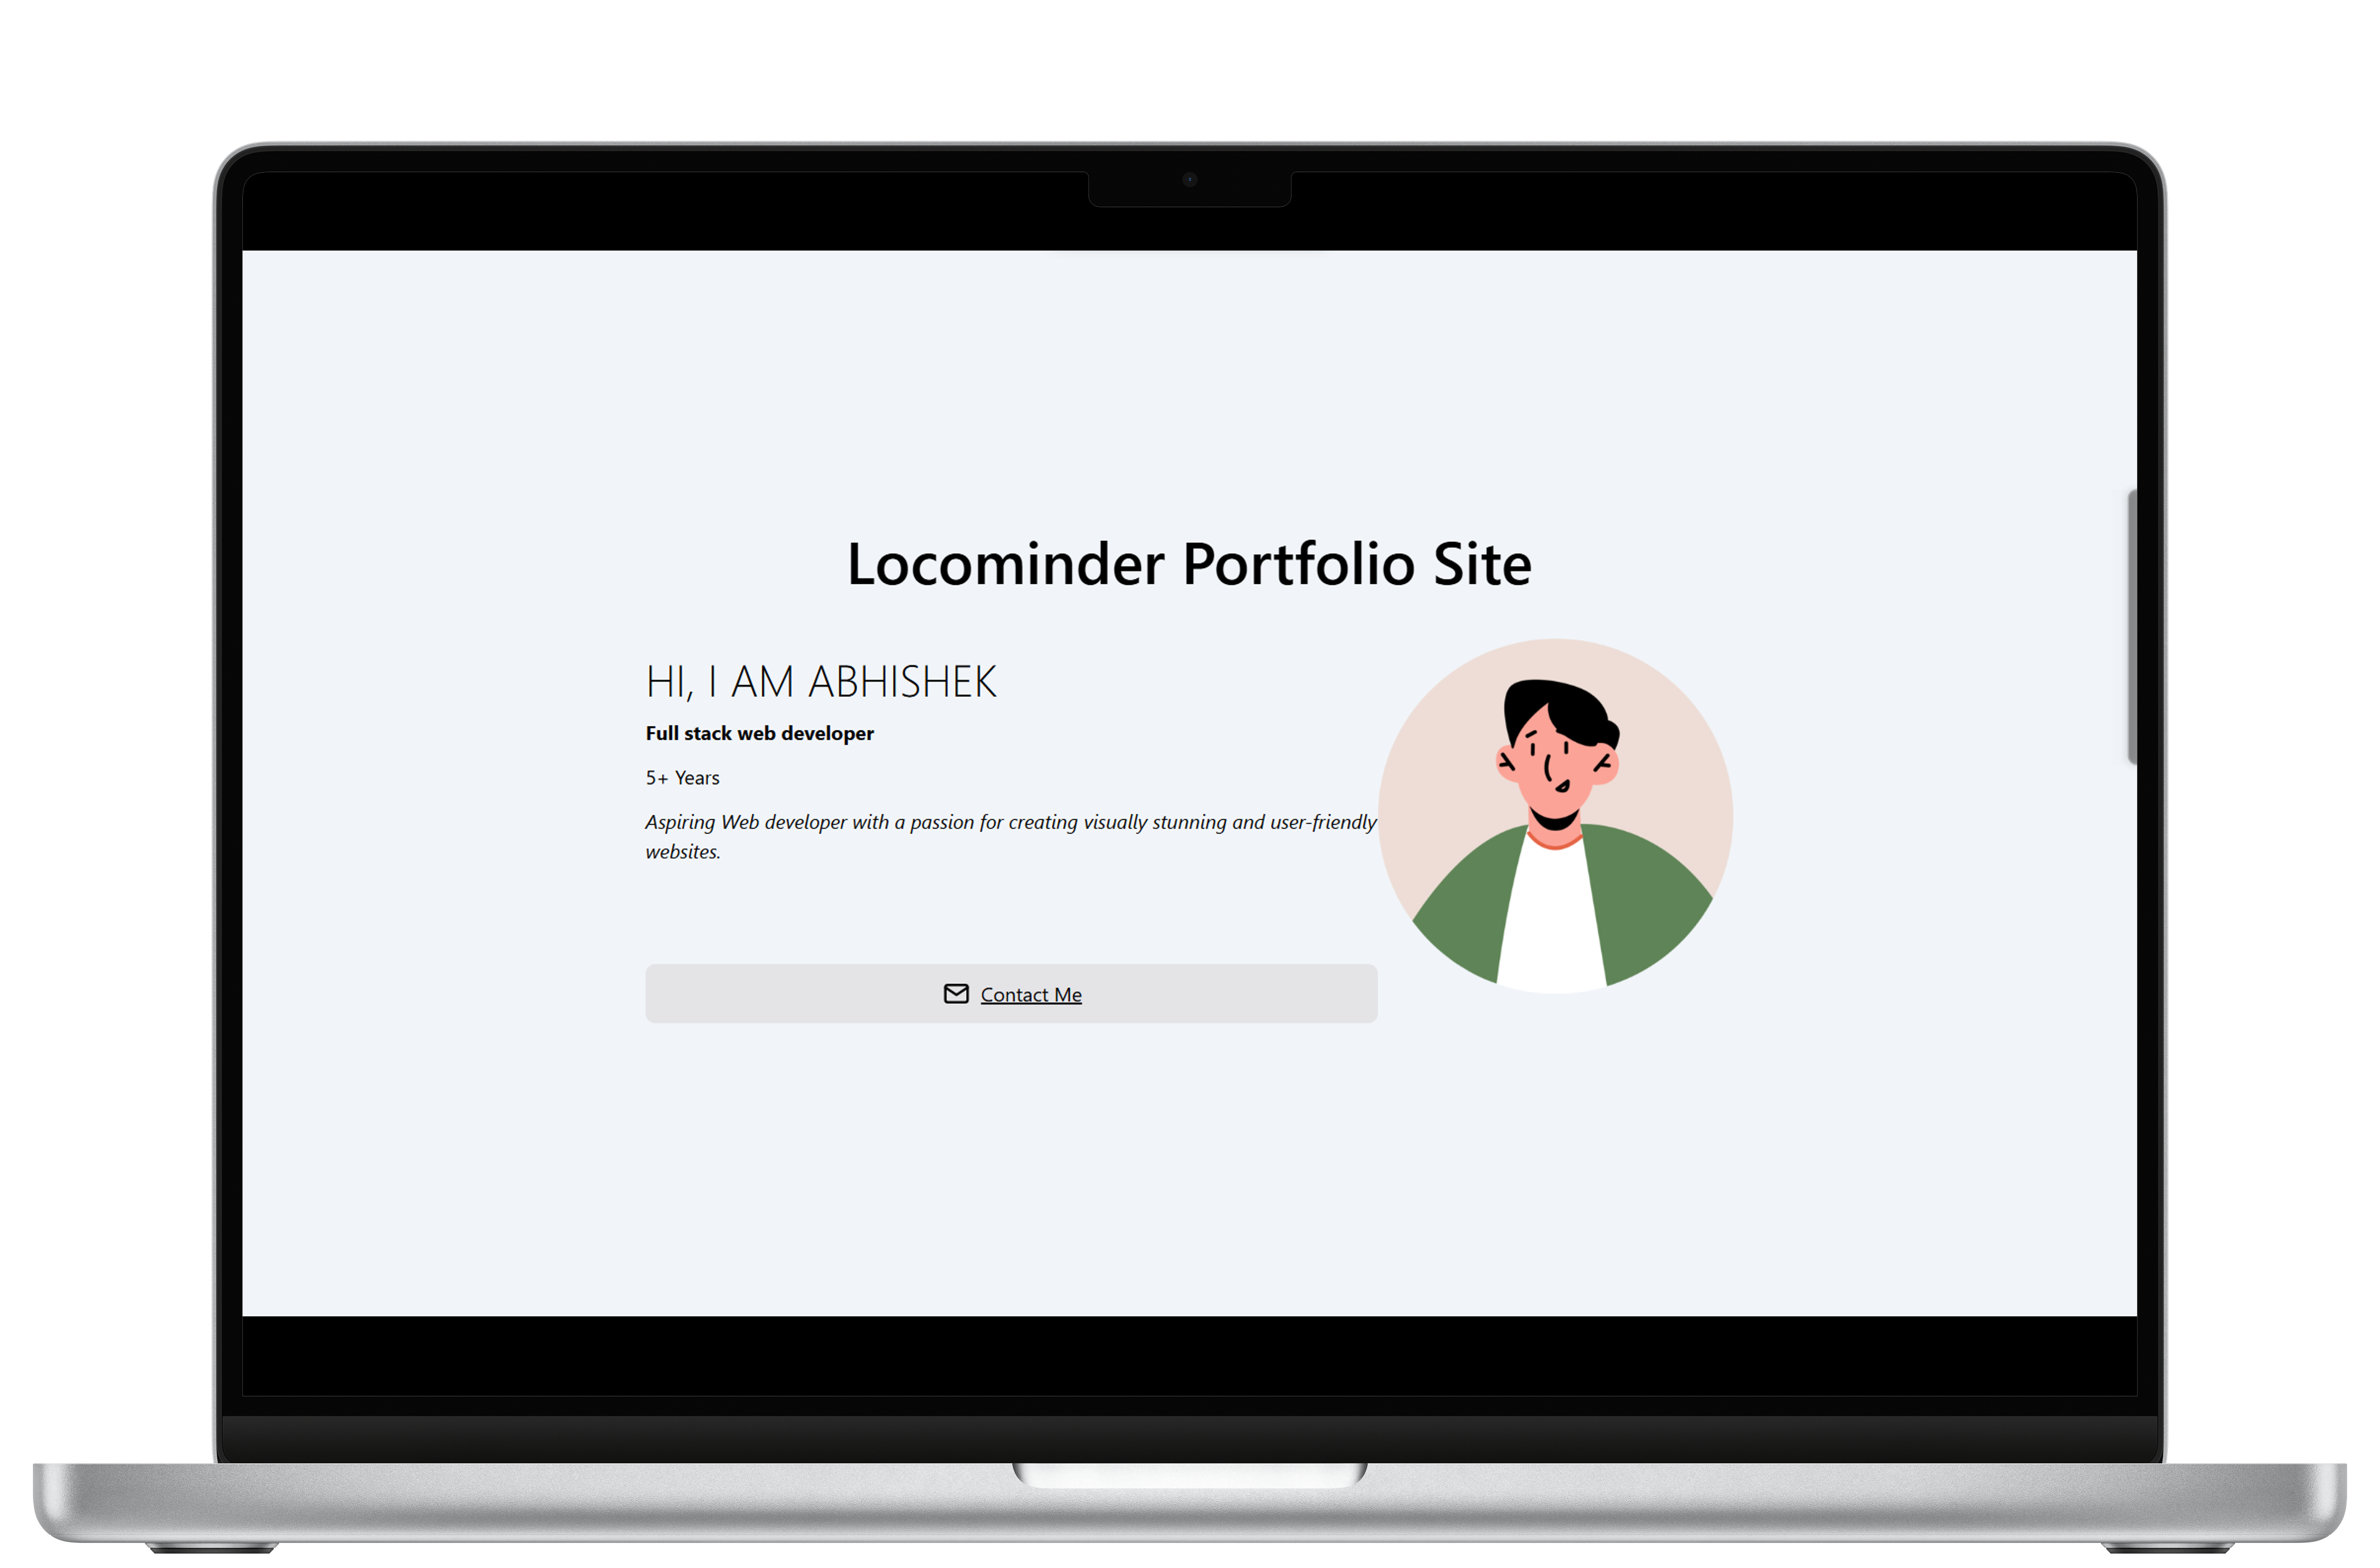 Locominder Portfolio Site
HI, I AM ABHISHEK
Full stack web developer
5+ Years
Aspiring Web developer with a passion for creating visually stunning and user-friendly
websites.
Contact Me